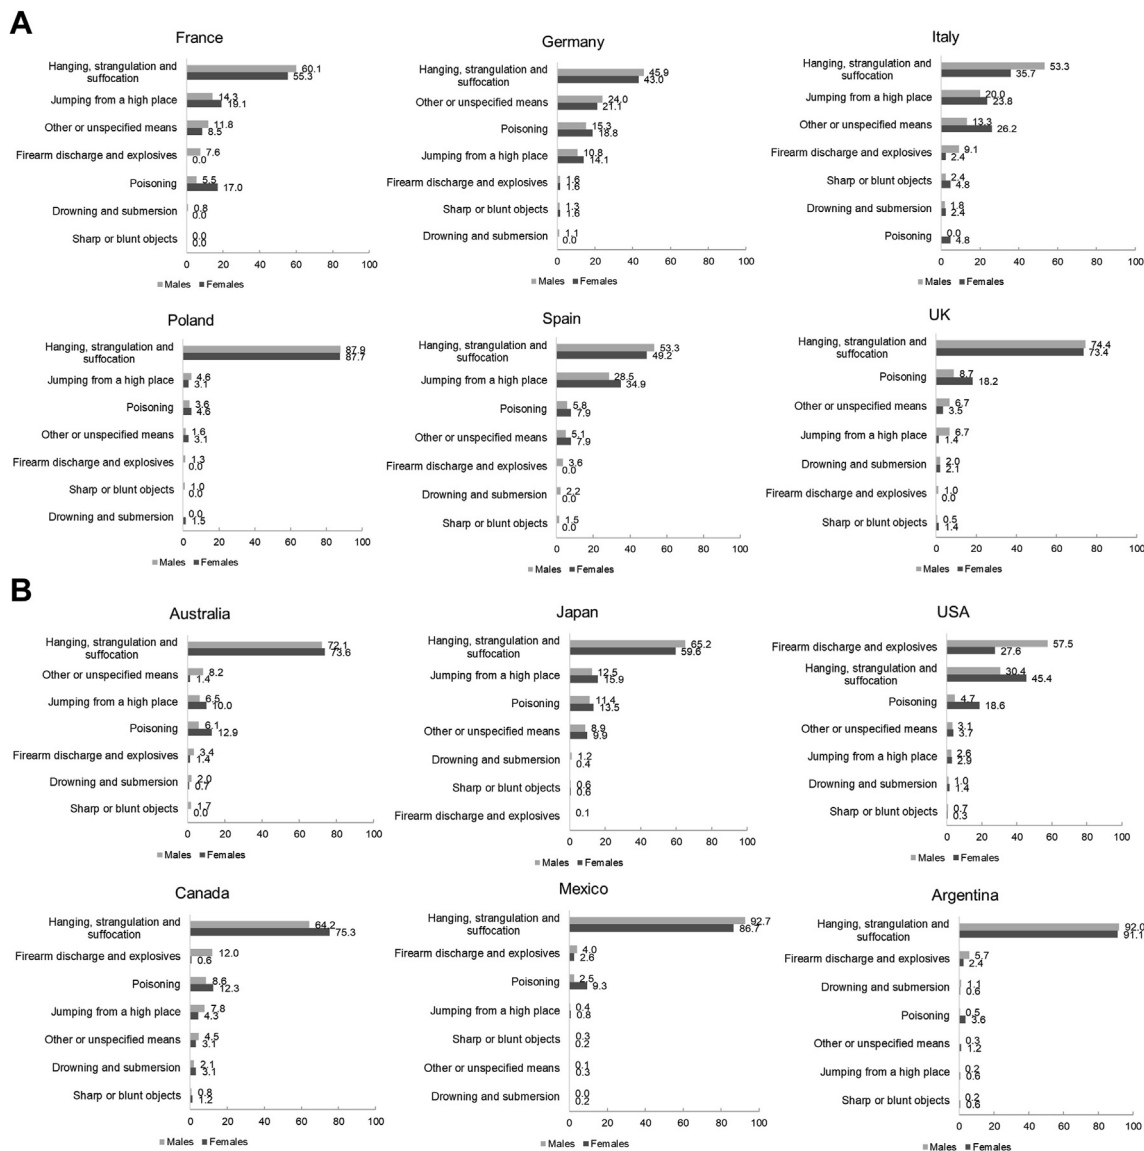 A
France
Hanging, strangulation and
suffocation
60.1
55.3
Jumping from a high place
14.3
19.1
Other or unspecified means
11.8
8.5
Firearm discharge and explosives
7.6
0.0
Poisoning
5.5
17.0
Drowning and submersion
0.8
0.0
Sharp or blunt objects
0.0
0.0
0 20 40 60 80 100
Males Females
Germany
Hanging, strangulation and
suffocation
45.9
43.0
Other or unspecified means
24.0
21.1
Poisoning
15.3
18.8
Jumping from a high place
10.8
14.1
Firearm discharge and explosives
1.6
1.6
Sharp or blunt objects
1.3
1.6
Drowning and submersion
1.1
0.0
0 20 40 60 80 100
Males Females
Italy
Hanging, strangulation and
suffocation
53.3
35.7
Jumping from a high place
20.0
23.8
Other or unspecified means
13.3
26.2
Firearm discharge and explosives
9.1
2.4
Sharp or blunt objects
2.4
4.8
Drowning and submersion
1.8
2.4
Poisoning
0.0
4.8
0 20 40 60 80 100
Males Females
Poland
Hanging, strangulation and
suffocation
87.9
87.7
Jumping from a high place
4.6
3.1
Poisoning
3.6
4.6
Other or unspecified means
1.6
3.1
Firearm discharge and explosives
1.3
0.0
Sharp or blunt objects
1.0
0.0
Drowning and submersion
0.0
1.5
0 20 40 60 80 100
Males Females
Spain
Hanging, strangulation and
suffocation
53.3
49.2
Jumping from a high place
28.5
34.9
Poisoning
5.8
7.9
Other or unspecified means
5.1
7.9
Firearm discharge and explosives
3.6
0.0
Drowning and submersion
2.2
0.0
Sharp or blunt objects
1.5
0.0
0 20 40 60 80 100
Males Females
UK
Hanging, strangulation and
suffocation
74.4
73.4
Poisoning
8.7
18.2
Other or unspecified means
6.7
3.5
Jumping from a high place
6.7
1.4
Drowning and submersion
2.0
2.1
Firearm discharge and explosives
1.0
0.0
Sharp or blunt objects
0.5
1.4
0 20 40 60 80 100
Males Females
B
Australia
Hanging, strangulation and
suffocation
72.1
73.6
Other or unspecified means
8.2
1.4
Jumping from a high place
6.5
10.0
Poisoning
6.1
12.9
Firearm discharge and explosives
3.4
1.4
Drowning and submersion
2.0
0.7
Sharp or blunt objects
1.7
0.0
0 20 40 60 80 100
Males Females
Japan
Hanging, strangulation and
suffocation
65.2
59.6
Jumping from a high place
12.5
15.9
Poisoning
11.4
13.5
Other or unspecified means
8.9
9.9
Drowning and submersion
1.2
0.4
Sharp or blunt objects
0.6
0.6
Firearm discharge and explosives
0.1
0 20 40 60 80 100
Males Females
USA
Firearm discharge and explosives
57.5
27.6
Hanging, strangulation and
suffocation
30.4
45.4
Poisoning
4.7
18.6
Other or unspecified means
3.1
3.7
Jumping from a high place
2.6
2.9
Drowning and submersion
1.0
1.4
Sharp or blunt objects
0.7
0.3
0 20 40 60 80 100
Males Females
Canada
Hanging, strangulation and
suffocation
64.2
75.3
Firearm discharge and explosives
12.0
0.6
Poisoning
8.6
12.3
Jumping from a high place
7.8
4.3
Other or unspecified means
4.5
3.1
Drowning and submersion
2.1
3.1
Sharp or blunt objects
0.8
1.2
0 20 40 60 80 100
Males Females
Mexico
Hanging, strangulation and
suffocation
92.7
86.7
Firearm discharge and explosives
4.0
2.6
Poisoning
2.5
9.3
Jumping from a high place
0.4
0.8
Sharp or blunt objects
0.3
0.2
Other or unspecified means
0.1
0.3
Drowning and submersion
0.0
0.2
0 20 40 60 80 100
Males Females
Argentina
Hanging, strangulation and
suffocation
92.0
91.1
Firearm discharge and explosives
5.7
2.4
Drowning and submersion
1.1
0.6
Poisoning
0.5
3.6
Other or unspecified means
0.3
1.2
Jumping from a high place
0.2
0.6
Sharp or blunt objects
0.2
0.6
0 20 40 60 80 100
Males Females